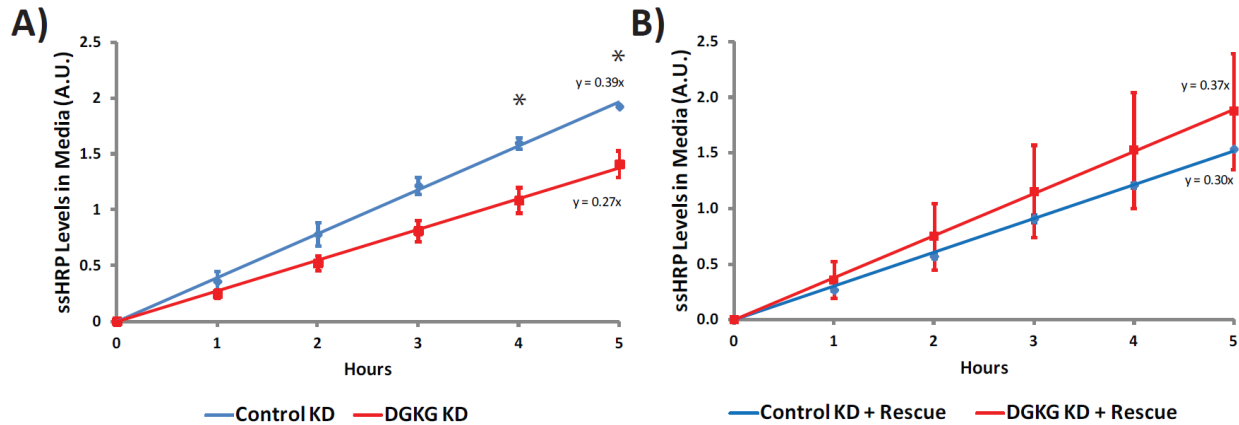 A)
ssHRP Levels in Media (A.U.)
2.5
2
1.5
1
0.5
0
*
*
y = 0.39x
y = 0.27x
0 1 2 3 4 5
Hours
Control KD DGKG KD
B)
ssHRP Levels in Media (A.U.)
2.5
2.0
1.5
1.0
0.5
0.0
y = 0.37x
y = 0.30x
0 1 2 3 4 5
Hours
Control KD + Rescue DGKG KD + Rescue